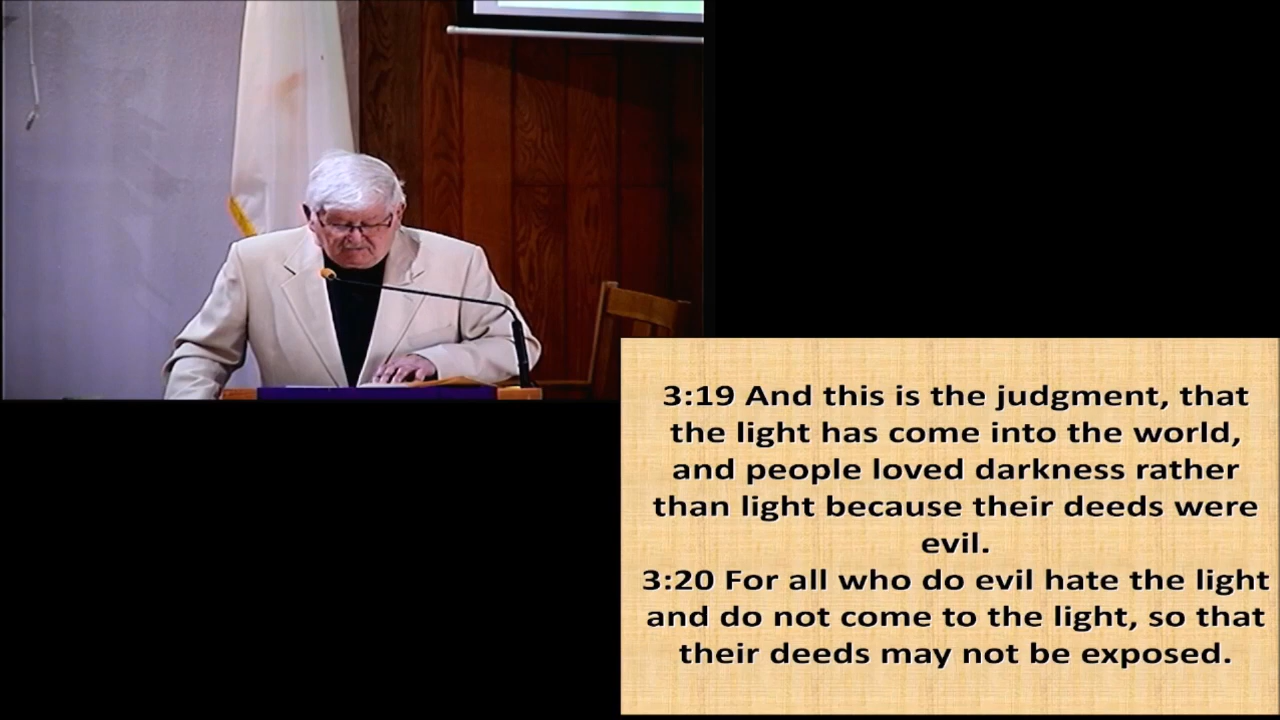 3:19 And this is the judgment, that
the light has come into the world,
and people loved darkness rather
than light because their deeds were
evil.
3:20 For all who do evil hate the light
and do not come to the light, so that
their deeds may not be exposed.